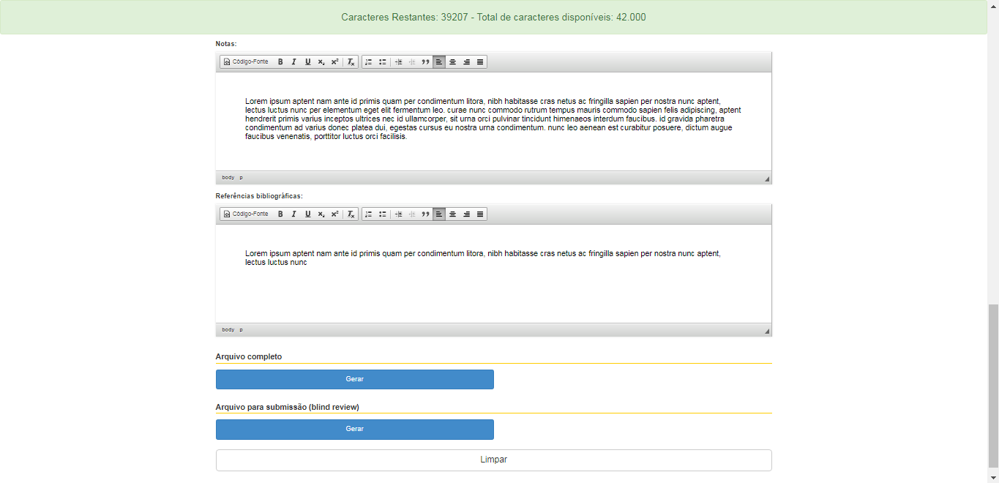 Caracteres Restantes: 39207 - Total de caracteres disponíveis: 42.000
Notas:
Código-Fonte
Lorem ipsum aptent nam ante id primis quam per condimentum litora, nibh habitasse cras netus ac fringilla sapien per nostra nunc aptent,
lectus luctus nunc per elementum eget elit fermentum leo. curae nunc commodo rutrum tempus mauris commodo sapien felis adipiscing, aptent
hendrerit primis varius inceptos ultrices nec id ullamcorper, sit urna orci pulvinar tincidunt himenaeos interdum faucibus. id gravida pharetra
condimentum ad varius donec platea dui, egestas cursus eu nostra urna condimentum. nunc leo aenean est curabitur posuere, dictum augue
faucibus venenatis, porttitor luctus orci facilisis.
body p
Referências bibliográficas:
Código-Fonte
Lorem ipsum aptent nam ante id primis quam per condimentum litora, nibh habitasse cras netus ac fringilla sapien per nostra nunc aptent,
lectus luctus nunc
body p
Arquivo completo
Gerar
Arquivo para submissão (blind review)
Gerar
Limpar